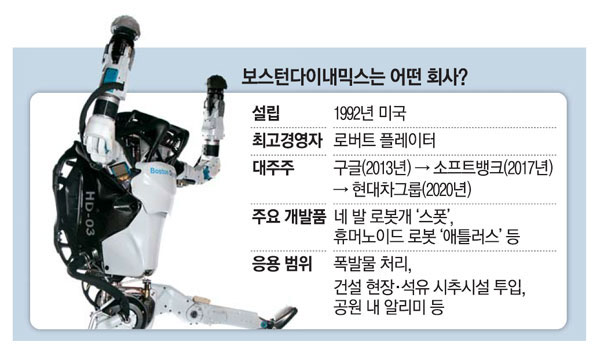 보스턴다이내믹스는 어떤 회사?
설립 1992년 미국
최고경영자 로버트 플레이터
대주주 구글(2013년) → 소프트뱅크(2017년)
→ 현대차그룹(2020년)
주요 개발품 네 발 로봇개 ‘스폿’,
휴머노이드 로봇 ‘애틀러스’ 등
응용 범위 폭발물 처리,
건설 현장·석유 시추시설 투입,
공원 내 알리미 등
HD-03